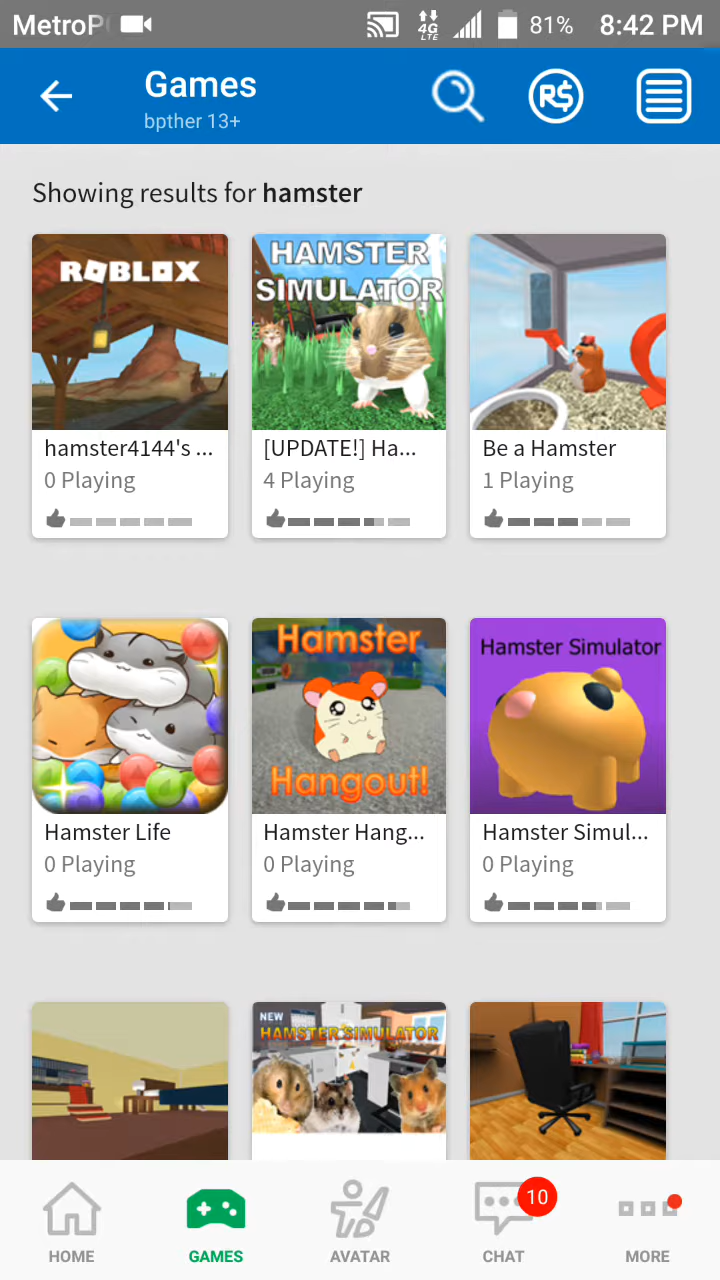 MetroP
4G
LTE
81%
8:42 PM
Games
bpther 13+
R$
Showing results for hamster
ROBLOX
HAMSTER
SIMULATOR
hamster4144's ...
[UPDATE!] Ha...
Be a Hamster
0 Playing
4 Playing
1 Playing
Hamster
Hangout!
Hamster Simulator
Hamster Life
Hamster Hang...
Hamster Simul...
0 Playing
0 Playing
0 Playing
NEW
HAMSTER SIMULATOR
10
HOME
GAMES
AVATAR
CHAT
MORE